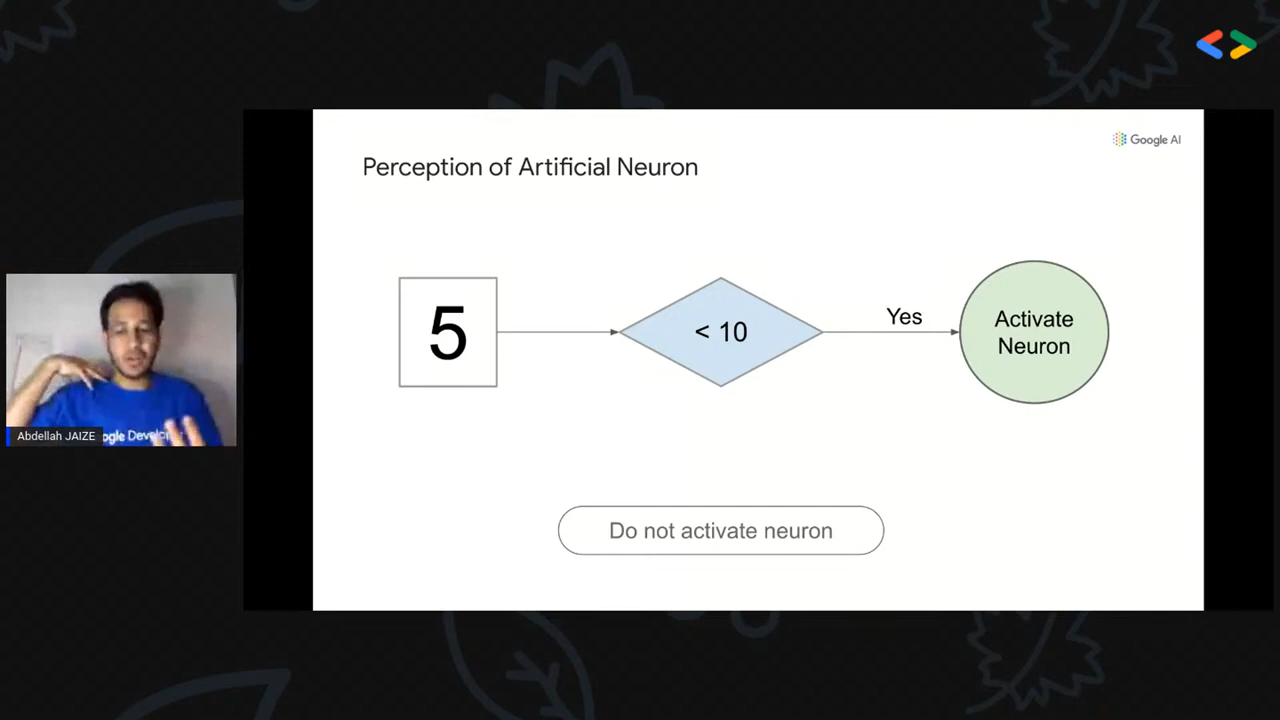 Google AI
Perception of Artificial Neuron
5
< 10
Yes
Activate
Neuron
Do not activate neuron
Abdellah JAIZE